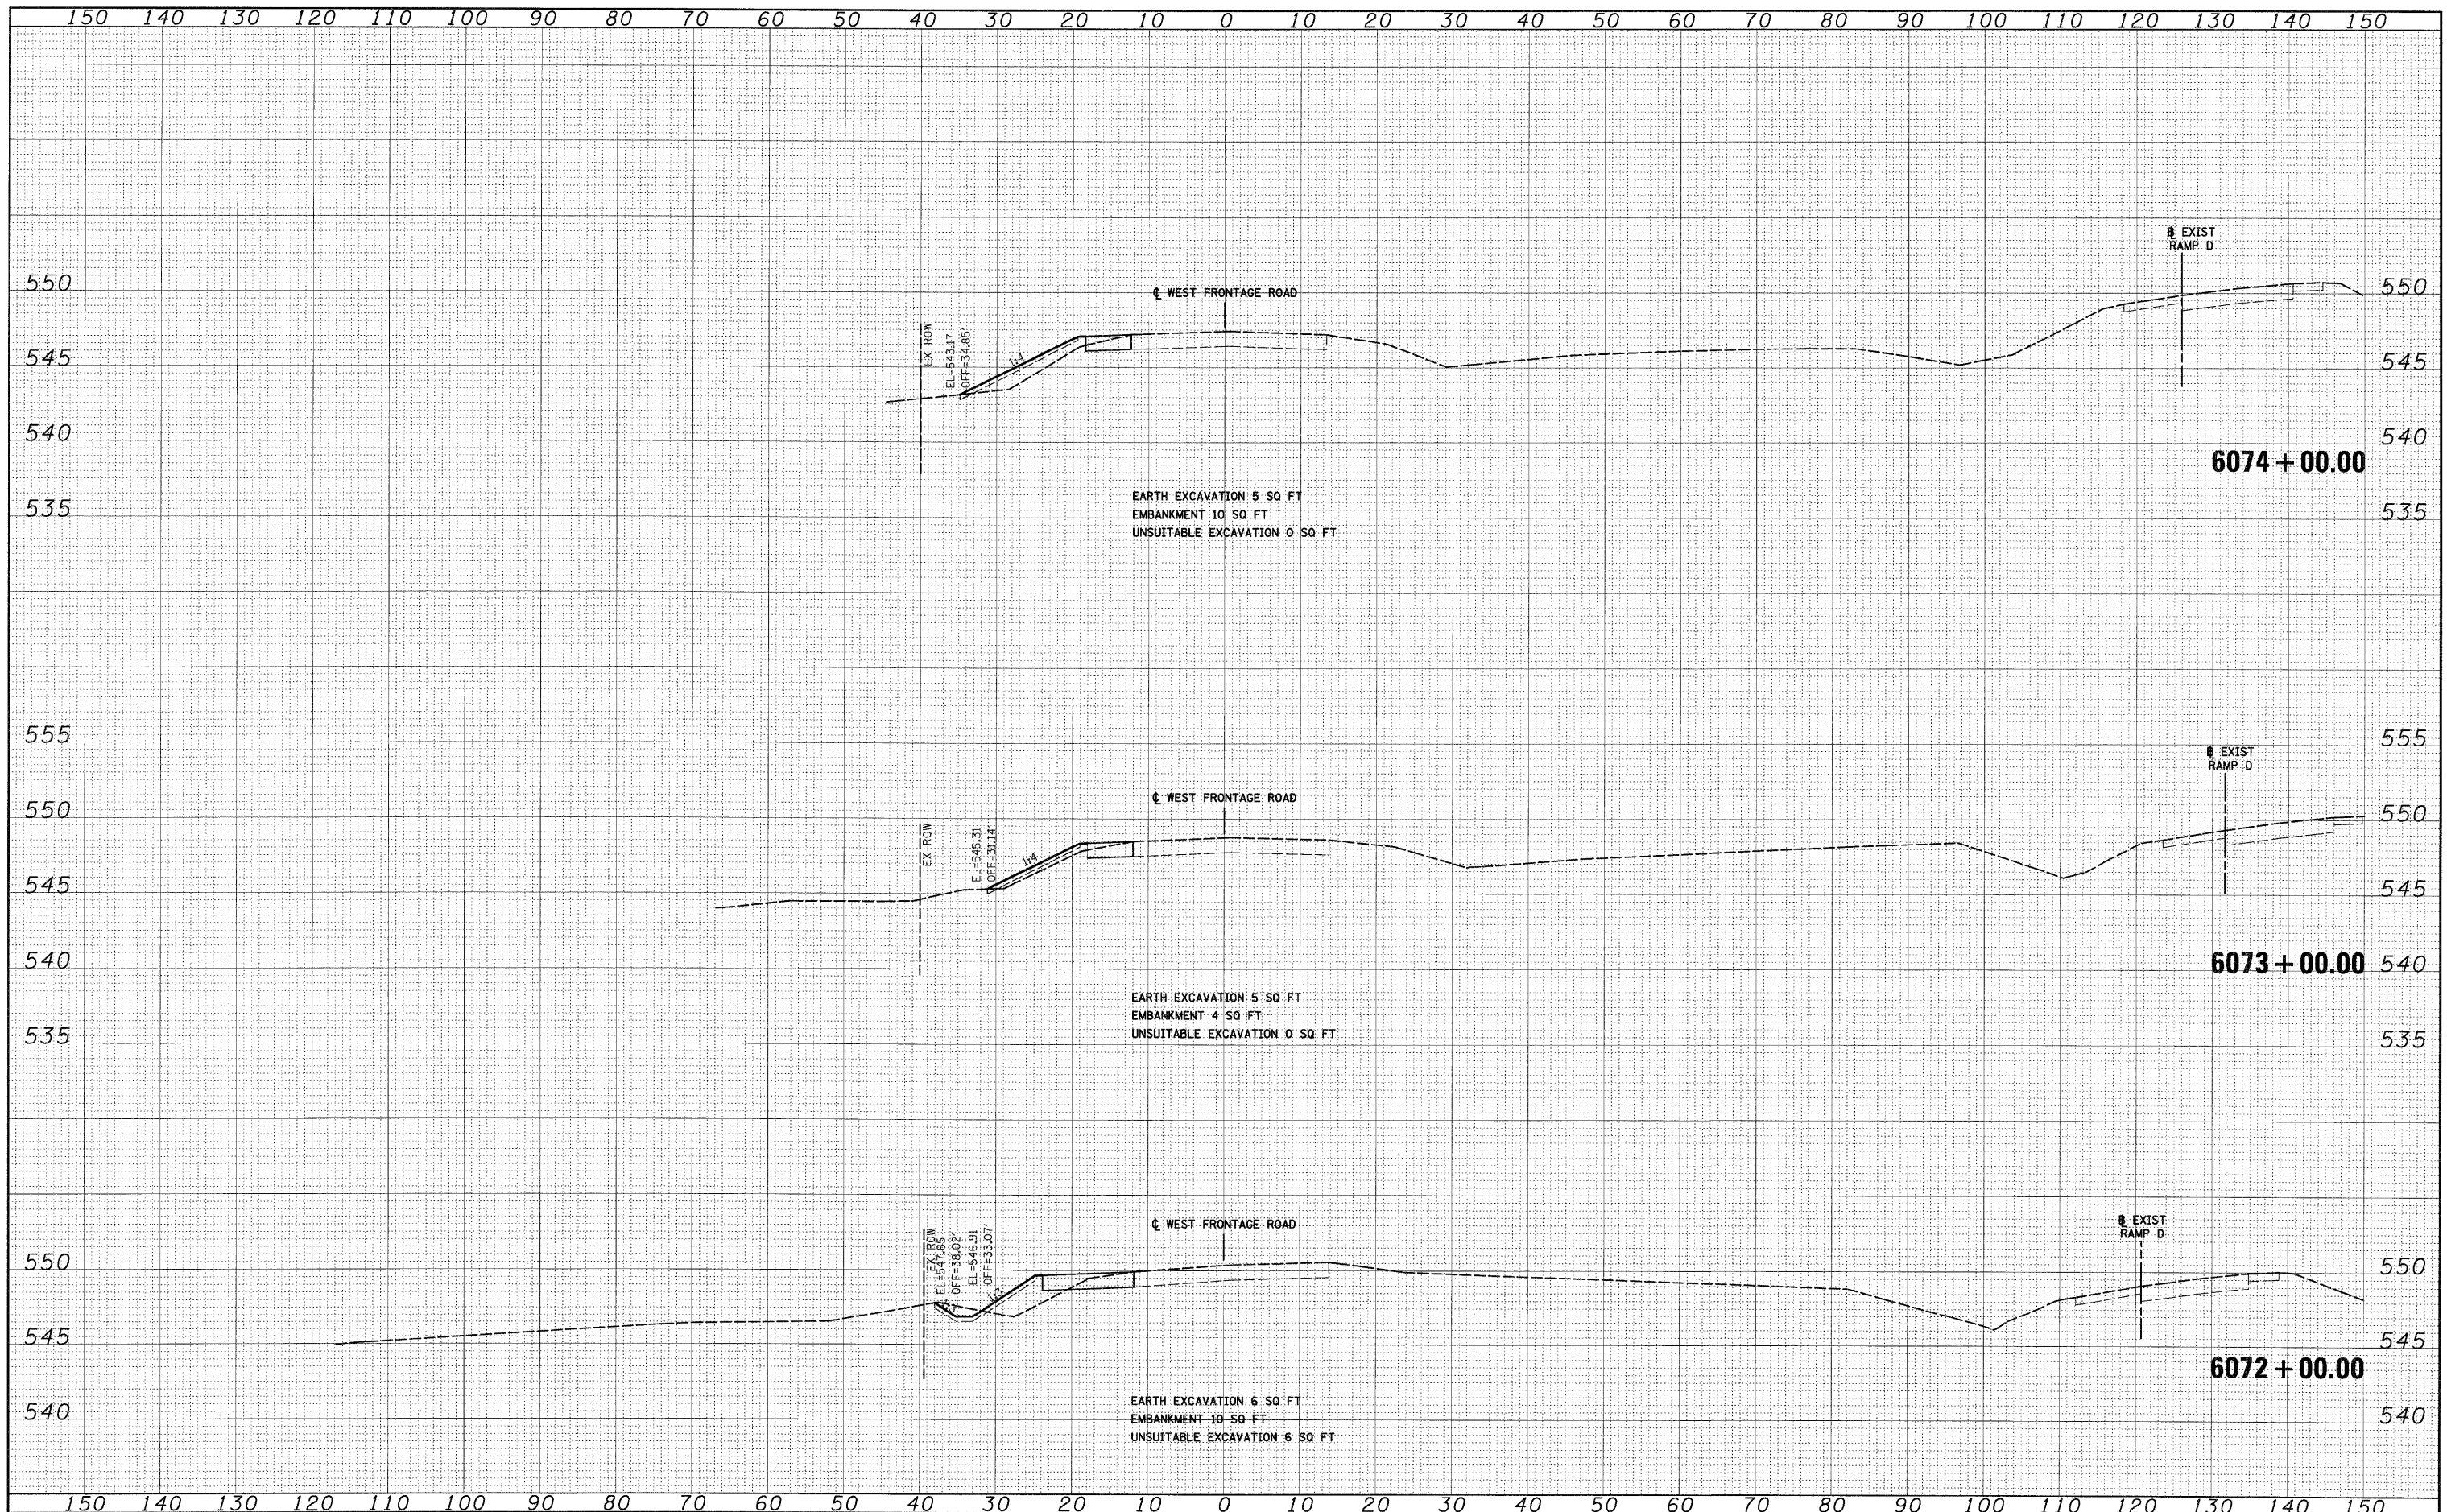 150 140 130 120 110 100 90 80 70 60 50 40 30 20 10 0 10 20 30 40 50 60 70 80 90 100 110 120 130 140 150
℄ EXIST
RAMP D
550 ℄ WEST FRONTAGE ROAD 550
EX ROW
EL=543.17
OFF=34.85'
1:4
545 545
540 540
6074+00.00
EARTH EXCAVATION 5 SQ FT
EMBANKMENT 10 SQ FT
UNSUITABLE EXCAVATION 0 SQ FT
535 535
555 555
℄ EXIST
RAMP D
℄ WEST FRONTAGE ROAD
550 550
EX ROW
EL=545.31
OFF=31.14'
1:4
545 545
540 540
6073+00.00
EARTH EXCAVATION 5 SQ FT
EMBANKMENT 4 SQ FT
UNSUITABLE EXCAVATION 0 SQ FT
535 535
℄ EXIST
RAMP D
℄ WEST FRONTAGE ROAD
EX ROW
EL=547.85
OFF=38.02'
EL=546.91
OFF=33.07'
1:3
550 550
545 545
6072+00.00
EARTH EXCAVATION 6 SQ FT
EMBANKMENT 10 SQ FT
UNSUITABLE EXCAVATION 6 SQ FT
540 540
150 140 130 120 110 100 90 80 70 60 50 40 30 20 10 0 10 20 30 40 50 60 70 80 90 100 110 120 130 140 150